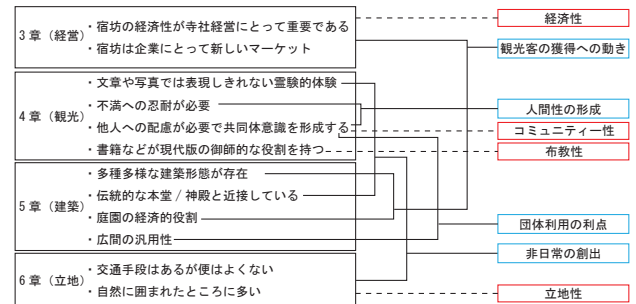 3 章（経営）
・宿坊の経済性が寺社経営にとって重要である
・宿坊は企業にとって新しいマーケット
4 章（観光）
・文章や写真では表現しきれない霊験的体験
・不満への忍耐が必要
・他人への配慮が必要で共同体意識を形成する
・書籍などが現代版の御師的な役割を持つ
5 章（建築）
・多種多様な建築形態が存在
・伝統的な本堂 / 神殿と近接している
・庭園の経済的役割
・広間の汎用性
6 章（立地）
・交通手段はあるが便はよくない
・自然に囲まれたところに多い
経済性
観光客の獲得への動き
人間性の形成
コミュニティー性
布教性
団体利用の利点
非日常の創出
立地性